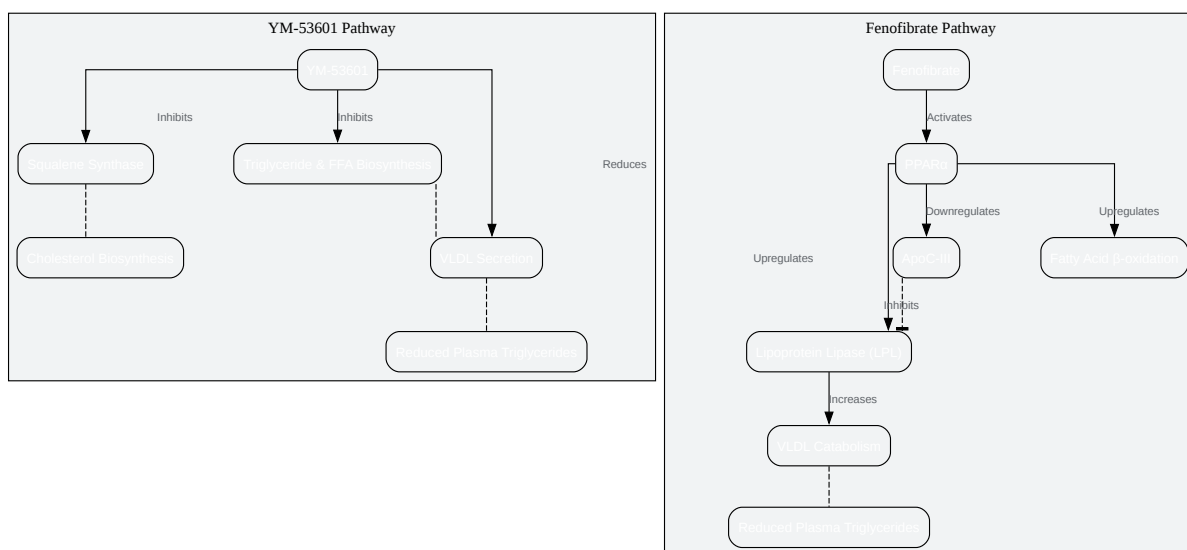 YM-53601 Pathway
YM-53601
Inhibits
Inhibits
Squalene Synthase
Triglyceride & FFA Biosynthesis
Reduces
Cholesterol Biosynthesis
VLDL Secretion
Reduced Plasma Triglycerides
Fenofibrate Pathway
Fenofibrate
Activates
PPARα
Downregulates
Upregulates
Upregulates
ApoC-III
Fatty Acid β-oxidation
Inhibits
Lipoprotein Lipase (LPL)
Increases
VLDL Catabolism
Reduced Plasma Triglycerides